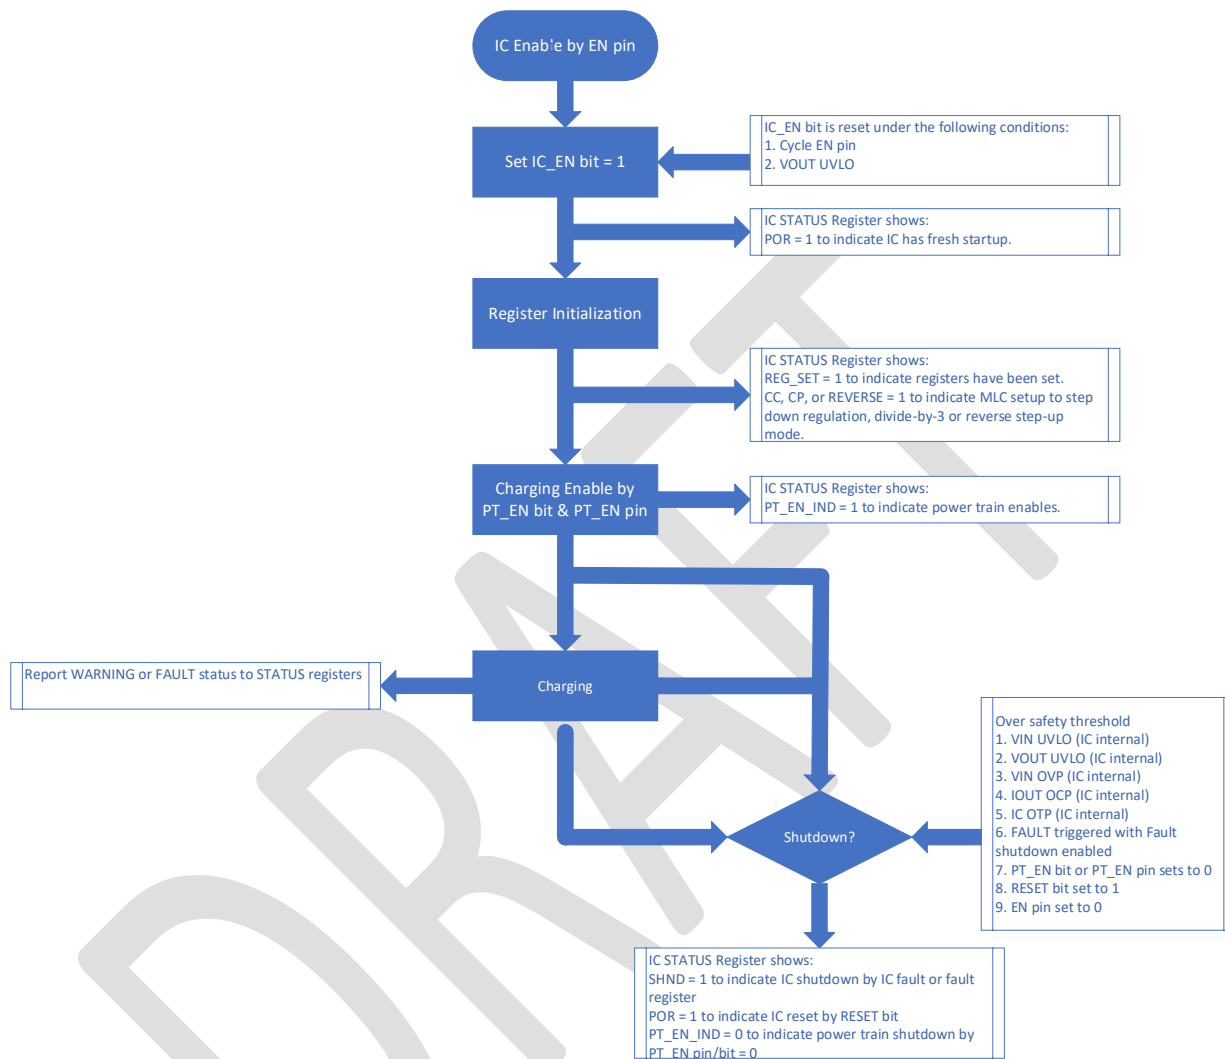 IC Enable by EN pin
Set IC_EN bit = 1
IC_EN bit is reset under the following conditions:
1. Cycle EN pin
2. VOUT UVLO
IC STATUS Register shows:
POR = 1 to indicate IC has fresh startup.
Register Initialization
IC STATUS Register shows:
REG_SET = 1 to indicate registers have been set.
CC, CP, or REVERSE = 1 to indicate MLC setup to step
down regulation, divide-by-3 or reverse step-up
mode.
Charging Enable by
PT_EN bit & PT_EN pin
IC STATUS Register shows:
PT_EN_IND = 1 to indicate power train enables.
Report WARNING or FAULT status to STATUS registers
Charging
Over safety threshold
1. VIN UVLO (IC internal)
2. VOUT UVLO (IC internal)
3. VIN OVP (IC internal)
4. IOUT OCP (IC internal)
5. IC OTP (IC internal)
6. FAULT triggered with Fault
shutdown enabled
7. PT_EN bit or PT_EN pin sets to 0
8. RESET bit set to 1
9. EN pin set to 0
Shutdown?
IC STATUS Register shows:
SHND = 1 to indicate IC shutdown by IC fault or fault
register
POR = 1 to indicate IC reset by RESET bit
PT_EN_IND = 0 to indicate power train shutdown by
PT_EN pin/bit = 0
DRAFT